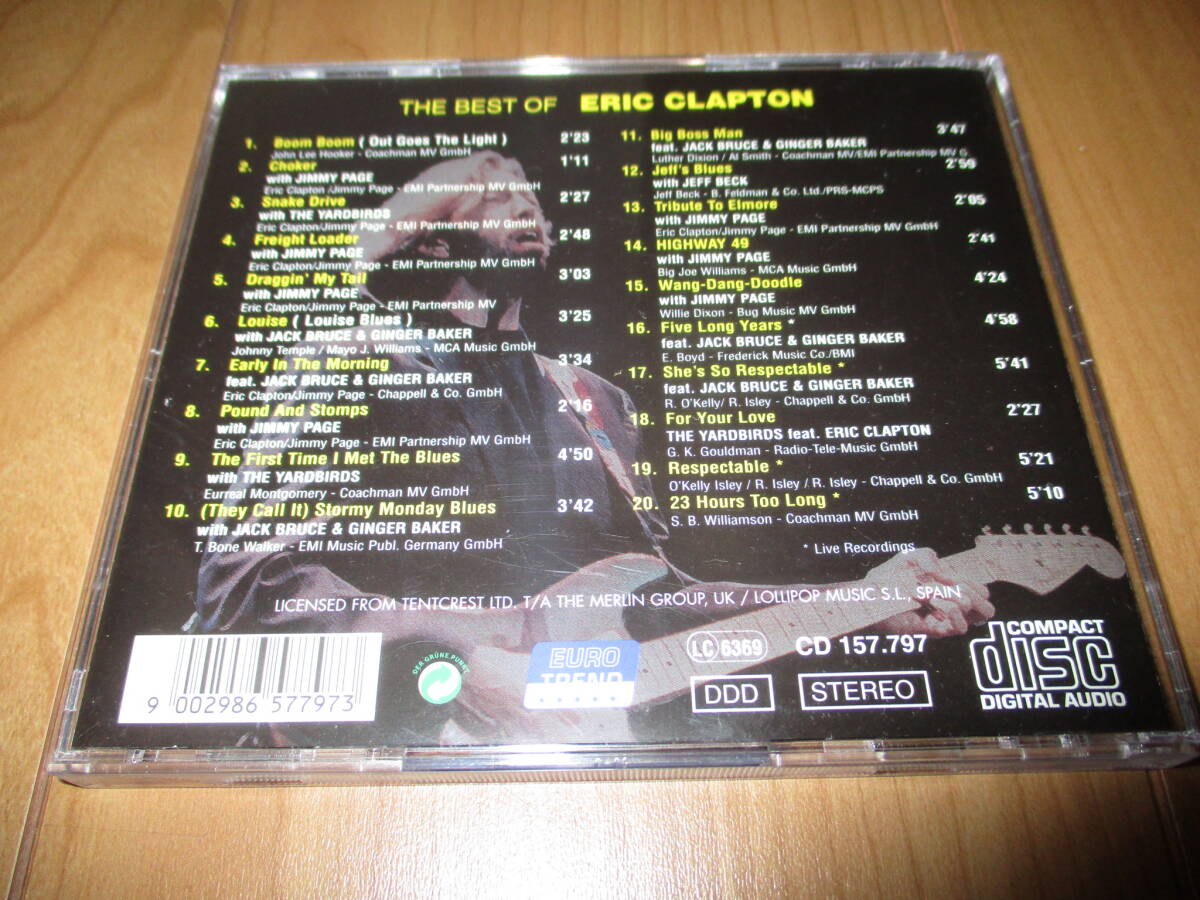 THE BEST OF ERIC CLAPTON
1. Boom Boom ( Out Goes The Light ) 2'23
John Lee Hooker - Coachman MV GmbH
2. Choker 1'11
with JIMMY PAGE
Eric Clapton /Jimmy Page - EMI Partnership MV GmbH
3. Snake Drive 2'27
with THE YARDBIRDS
Eric Clapton/Jimmy Page - EMI Partnership MV GmbH
4. Freight Loader 2'48
with JIMMY PAGE
Eric Clapton/Jimmy Page - EMI Partnership MV GmbH
5. Draggin' My Tail 3'03
with JIMMY PAGE
Eric Clapton/Jimmy Page - EMI Partnership MV
6. Louise ( Louise Blues ) 3'25
with JACK BRUCE & GINGER BAKER
Johnny Temple / Mayo J. Williams - MCA Music GmbH
7. Early In The Morning 3'34
feat. JACK BRUCE & GINGER BAKER
Eric Clapton/Jimmy Page - Chappell & Co. GmbH
8. Pound And Stomps 2'16
with JIMMY PAGE
Eric Clapton/Jimmy Page - EMI Partnership MV GmbH
9. The First Time I Met The Blues 4'50
with THE YARDBIRDS
Eurreal Montgomery - Coachman MV GmbH
10. (They Call It) Stormy Monday Blues 3'42
with JACK BRUCE & GINGER BAKER
T. Bone Walker - EMI Music Publ. Germany GmbH
11. Big Boss Man 3'47
feat. JACK BRUCE & GINGER BAKER
Luther Dixion / Al Smith - Coachman MV/EMI Partnership MV G.
12. Jeff's Blues 2'59
with JEFF BECK
Jeff Beck - B. Feldman & Co. Ltd./PRS-MCPS
13. Tribute To Elmore 2'05
with JIMMY PAGE
Eric Clapton/Jimmy Page - EMI Partnership MV GmbH
14. HIGHWAY 49 2'41
with JIMMY PAGE
Big Joe Williams - MCA Music GmbH
15. Wang-Dang-Doodle 4'24
with JIMMY PAGE
Willie Dixon - Bug Music MV GmbH
16. Five Long Years * 4'58
feat. JACK BRUCE & GINGER BAKER
E. Boyd - Frederick Music Co./BMI
17. She's So Respectable * 5'41
feat. JACK BRUCE & GINGER BAKER
R. O'Kelly/ R. Isley - Chappell & Co. GmbH
18. For Your Love 2'27
THE YARDBIRDS feat. ERIC CLAPTON
G. K. Gouldman - Radio-Tele-Music GmbH
19. Respectable * 5'21
O'Kelly Isley / R. Isley / R. Isley - Chappell & Co. GmbH
20. 23 Hours Too Long * 5'10
S. B. Williamson - Coachman MV GmbH
* Live Recordings
LICENSED FROM TENTCREST LTD. T/A THE MERLIN GROUP, UK / LOLLIPOP MUSIC S.L., SPAIN
9 002986 577973
DER GRÜNE PUNKT
EURO
TREND
LC 6369
CD 157.797
DDD
STEREO
COMPACT
disc
DIGITAL AUDIO